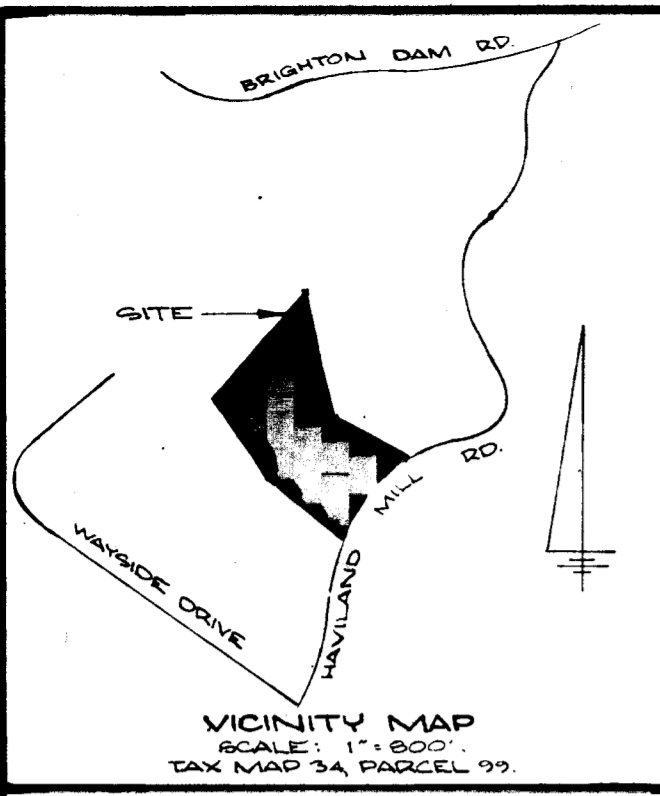 BRIGHTON DAM RD.
SITE
HAVILAND MILL RD.
WAYSIDE DRIVE
VICINITY MAP
SCALE: 1"=800'.
TAX MAP 34, PARCEL 99.